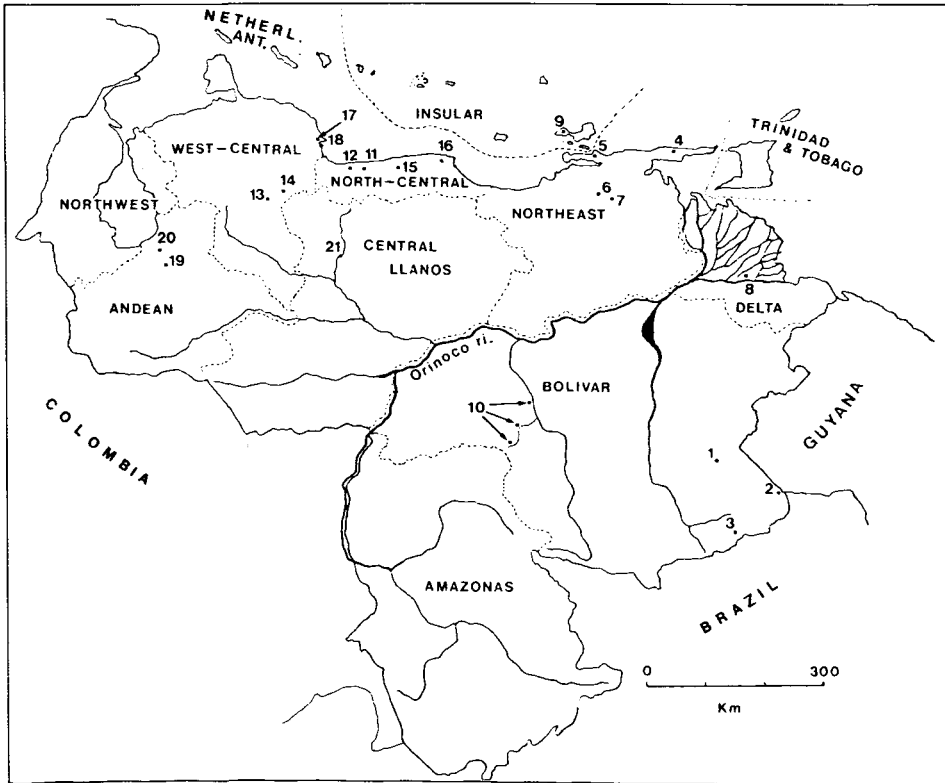 NETHERL.
ANT.
INSULAR
TRINIDAD
& TOBAGO
9
5
4
17
18
WEST-CENTRAL
12 11
16
15
NORTH-CENTRAL
14
13
6
7
NORTHWEST
NORTHEAST
20
19
21
CENTRAL
LLANOS
8
DELTA
ANDEAN
Orinoco ri.
BOLIVAR
10
GUYANA
COLOMBIA
1
2
3
AMAZONAS
BRAZIL
0 300
Km